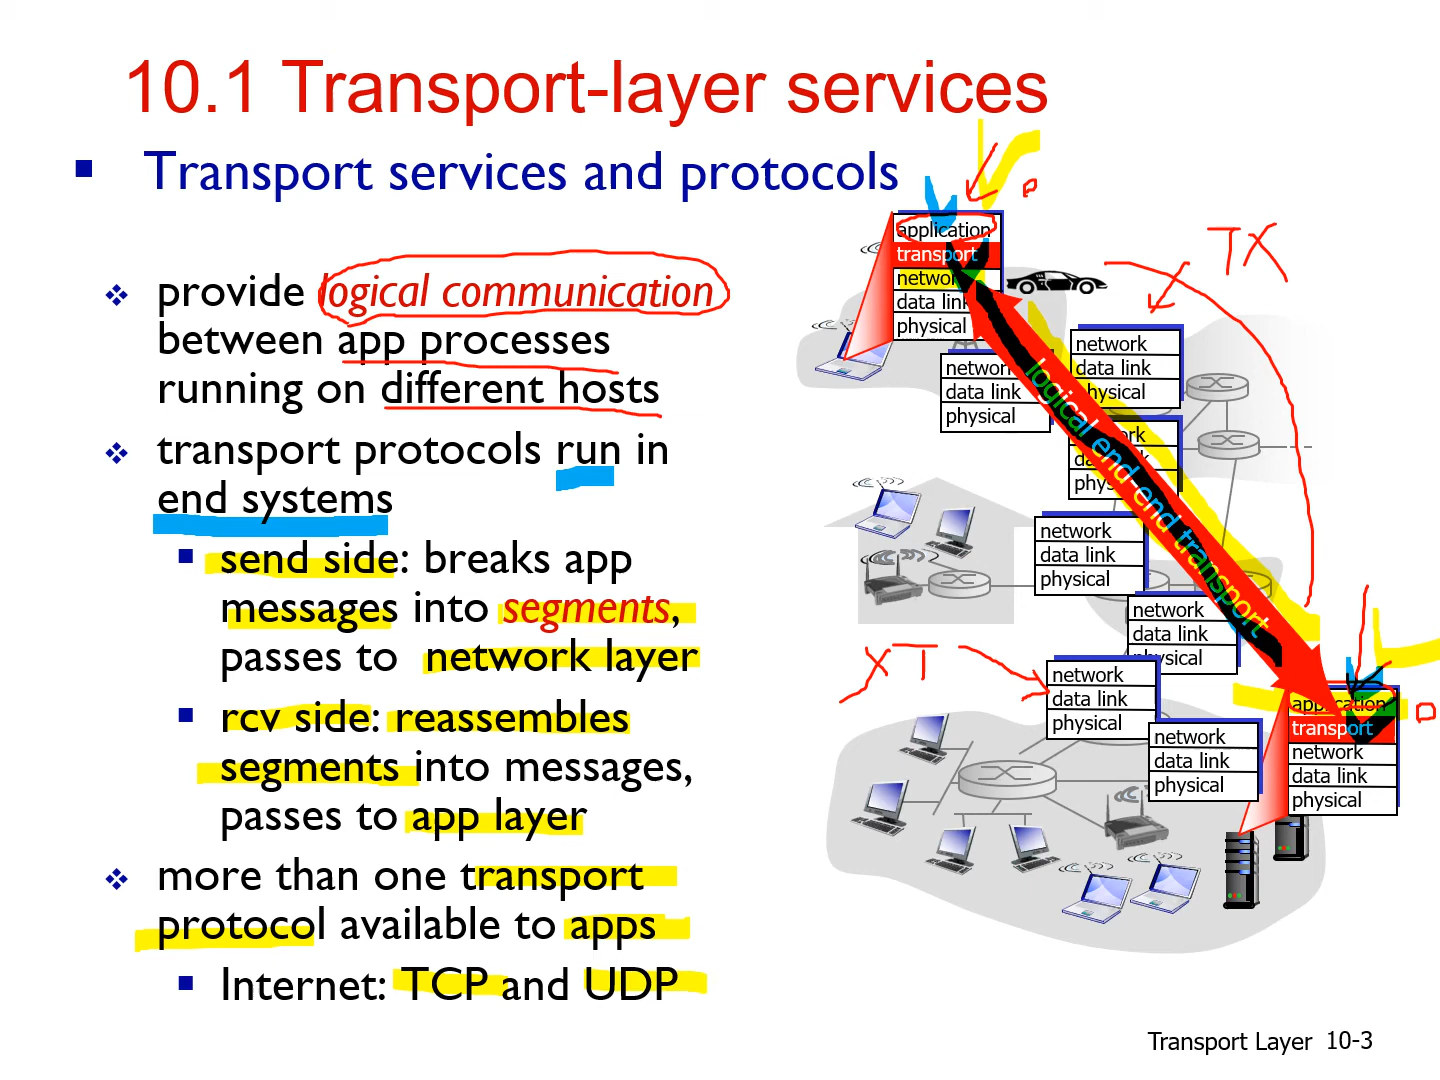 10.1 Transport-layer services
Transport services and protocols
provide logical communication
between app processes
running on different hosts
transport protocols run in
end systems
send side: breaks app
messages into segments,
passes to network layer
rcv side: reassembles
segments into messages,
passes to app layer
more than one transport
protocol available to apps
Internet: TCP and UDP
P
TX
application
transport
network
data link
physical
network
data link
physical
network
data link
physical
physical
network
data link
physical
network
data link
physical
logical end-end transport
XT
network
data link
physical
network
data link
physical
application
transport
network
data link
physical
Transport Layer 10-3